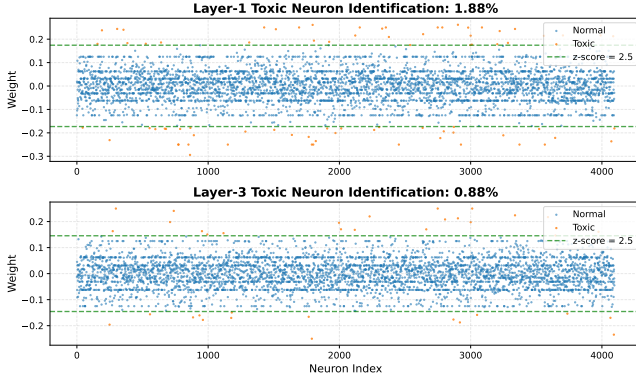 Layer-1 Toxic Neuron Identification: 1.88%
Weight
0.2
0.1
0.0
−0.1
−0.2
−0.3
Normal
Toxic
z-score = 2.5
0 1000 2000 3000 4000
Layer-3 Toxic Neuron Identification: 0.88%
Weight
0.2
0.1
0.0
−0.1
−0.2
Normal
Toxic
z-score = 2.5
0 1000 2000 3000 4000
Neuron Index